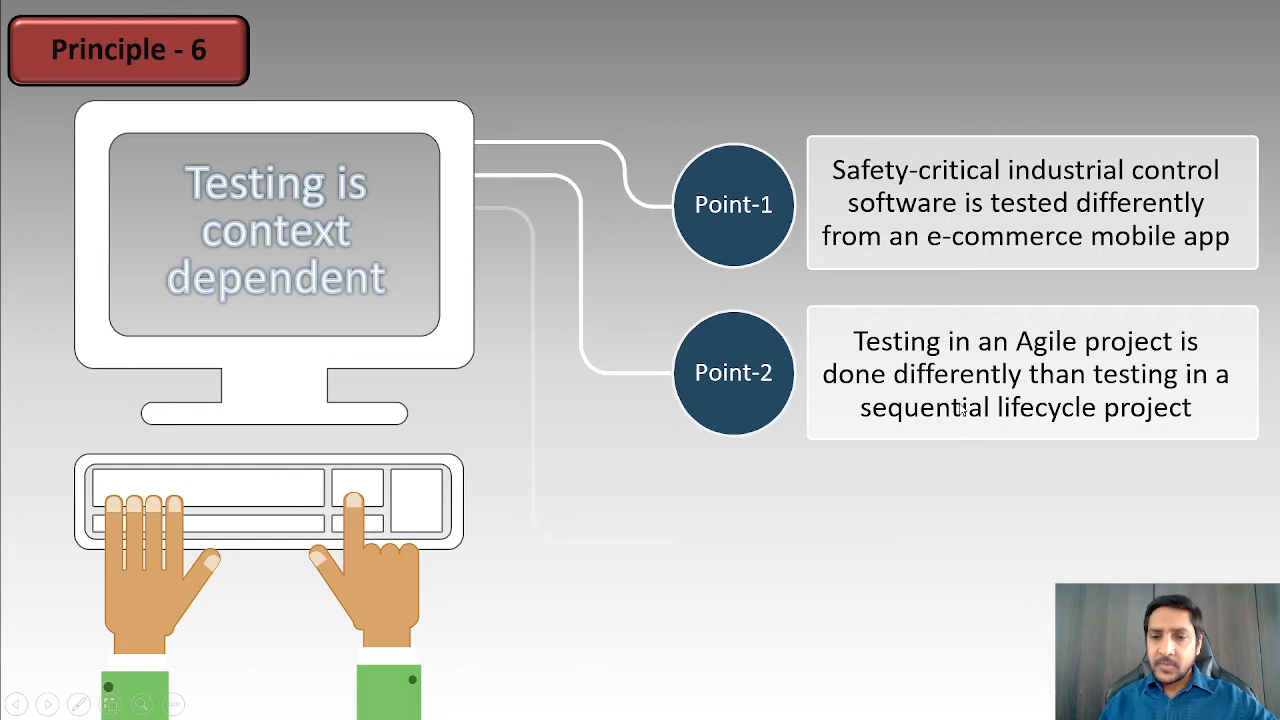 Principle - 6
Testing is
context
dependent
Point-1
Safety-critical industrial control
software is tested differently
from an e-commerce mobile app
Point-2
Testing in an Agile project is
done differently than testing in a
sequential lifecycle project